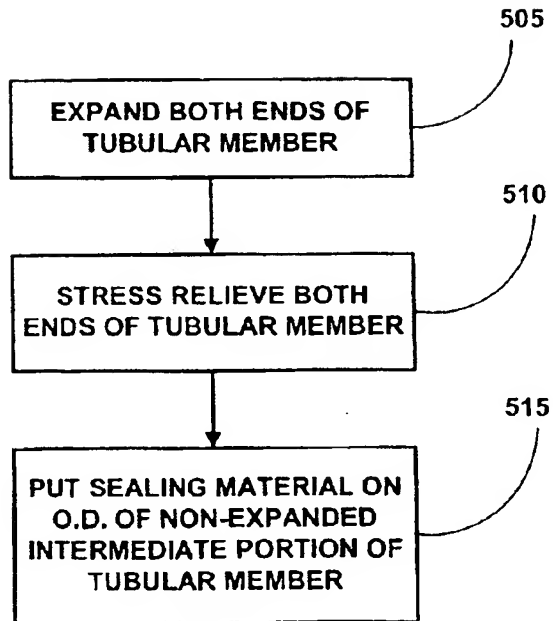 505
EXPAND BOTH ENDS OF
TUBULAR MEMBER
510
STRESS RELIEVE BOTH
ENDS OF TUBULAR MEMBER
515
PUT SEALING MATERIAL ON
O.D. OF NON-EXPANDED
INTERMEDIATE PORTION OF
TUBULAR MEMBER